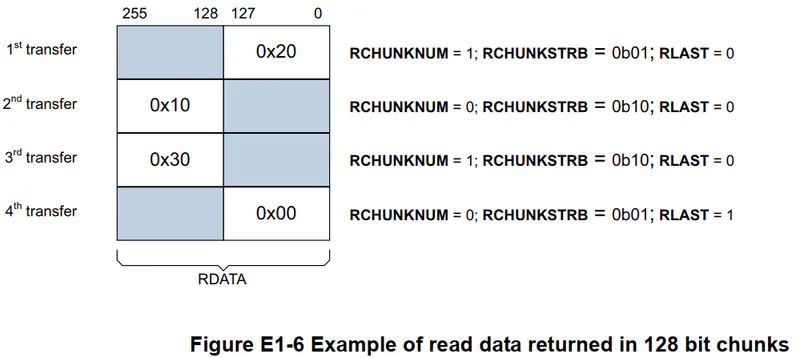 255 128 127 0
1st transfer 0x20 RCHUNKNUM = 1; RCHUNKSTRB = 0b01; RLAST = 0
2nd transfer 0x10 RCHUNKNUM = 0; RCHUNKSTRB = 0b10; RLAST = 0
3rd transfer 0x30 RCHUNKNUM = 1; RCHUNKSTRB = 0b10; RLAST = 0
4th transfer 0x00 RCHUNKNUM = 0; RCHUNKSTRB = 0b01; RLAST = 1
RDATA
Figure E1-6 Example of read data returned in 128 bit chunks